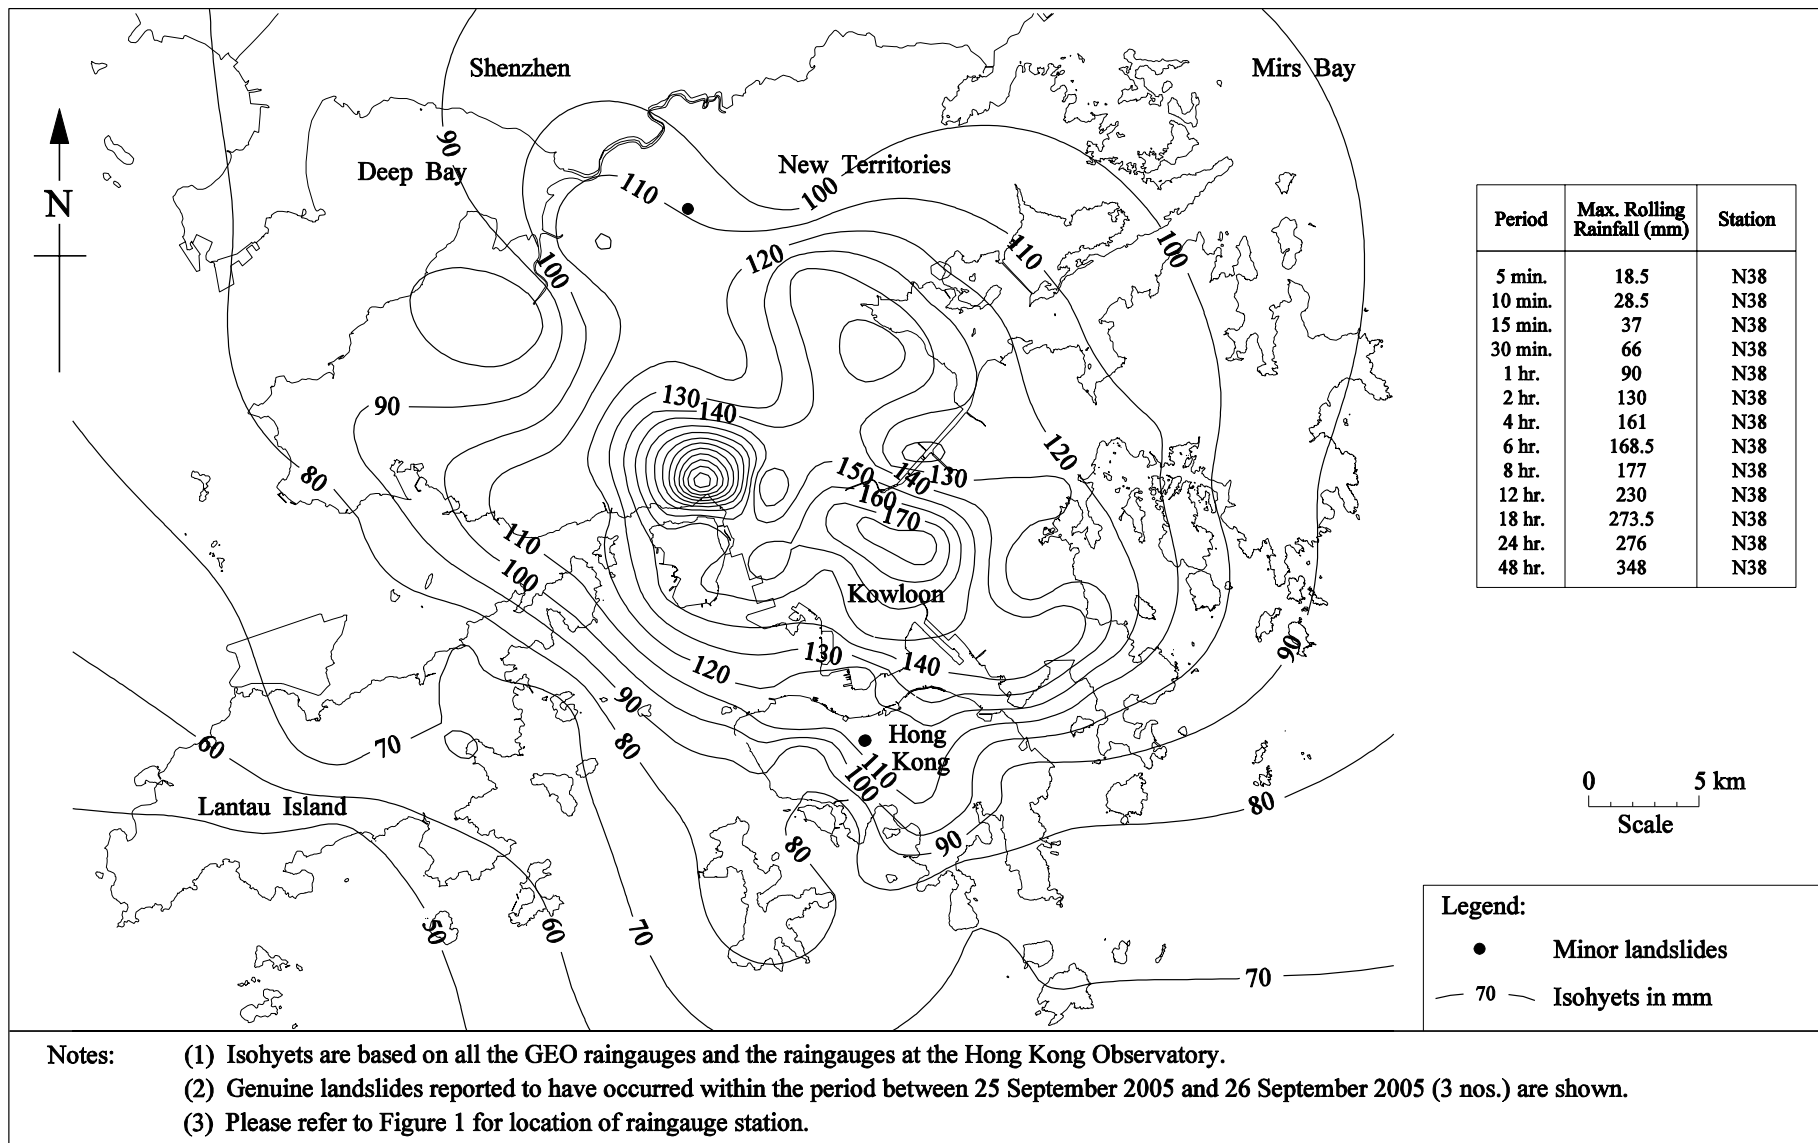 Shenzhen
Mirs Bay
90
Deep Bay
New Territories
110
100
N
120
110
100
100
Period Max. Rolling Rainfall (mm) Station
5 min. 18.5 N38
10 min. 28.5 N38
15 min. 37 N38
30 min. 66 N38
1 hr. 90 N38
2 hr. 130 N38
4 hr. 161 N38
6 hr. 168.5 N38
8 hr. 177 N38
12 hr. 230 N38
18 hr. 273.5 N38
24 hr. 276 N38
48 hr. 348 N38
90
130
140
120
80
150
140
130
160
170
110
100
Kowloon
130
140
120
90
90
60
70
80
Hong Kong
110
100
Lantau Island
80
90
80
50
60
70
70
0 5 km
Scale
Legend:
Minor landslides
70 Isohyets in mm
Notes: (1) Isohyets are based on all the GEO raingauges and the raingauges at the Hong Kong Observatory.
(2) Genuine landslides reported to have occurred within the period between 25 September 2005 and 26 September 2005 (3 nos.) are shown.
(3) Please refer to Figure 1 for location of raingauge station.